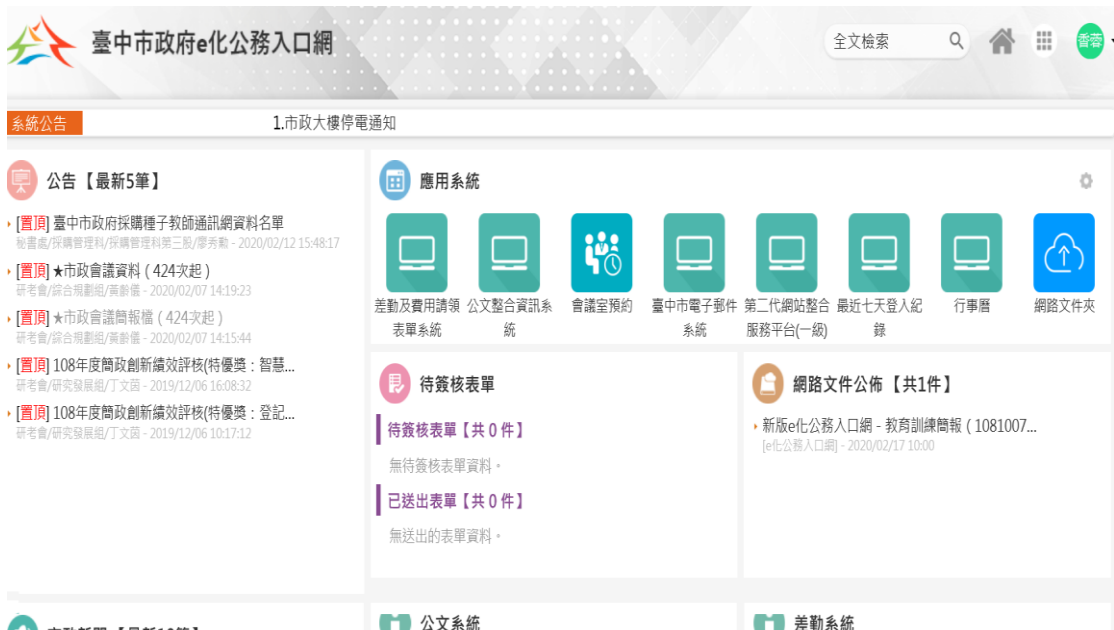 臺中市政府e化公務入口網
全文檢索
香蓉
系統公告
1.市政大樓停電通知
公告【最新5筆】
[置頂] 臺中市政府採購種子教師通訊網資料名單
秘書處/採購管理科/採購管理科第三股/廖秀勳 - 2020/02/12 15:48:17
[置頂] ★市政會議資料 ( 424次起 )
研考會/綜合規劃組/黃齡儀 - 2020/02/07 14:19:23
[置頂] ★市政會議簡報檔 ( 424次起 )
研考會/綜合規劃組/黃齡儀 - 2020/02/07 14:15:44
[置頂] 108年度簡政創新績效評核(特優獎：智慧...
研考會/研究發展組/丁文茵 - 2019/12/06 16:08:32
[置頂] 108年度簡政創新績效評核(特優獎：登記...
研考會/研究發展組/丁文茵 - 2019/12/06 10:17:12
應用系統
差勤及費用請領
表單系統
公文整合資訊系
統
會議室預約
臺中市電子郵件
系統
第二代網站整合
服務平台(一級)
最近七天登入紀
錄
行事曆
網路文件夾
待簽核表單
待簽核表單【共 0 件】
無待簽核表單資料。
已送出表單【共 0 件】
無送出的表單資料。
網路文件公佈【共1件】
新版e化公務入口網 - 教育訓練簡報 ( 1081007...
[e化公務入口網] - 2020/02/17 10:00
市政新聞【最新10筆】
公文系統
差勤系統